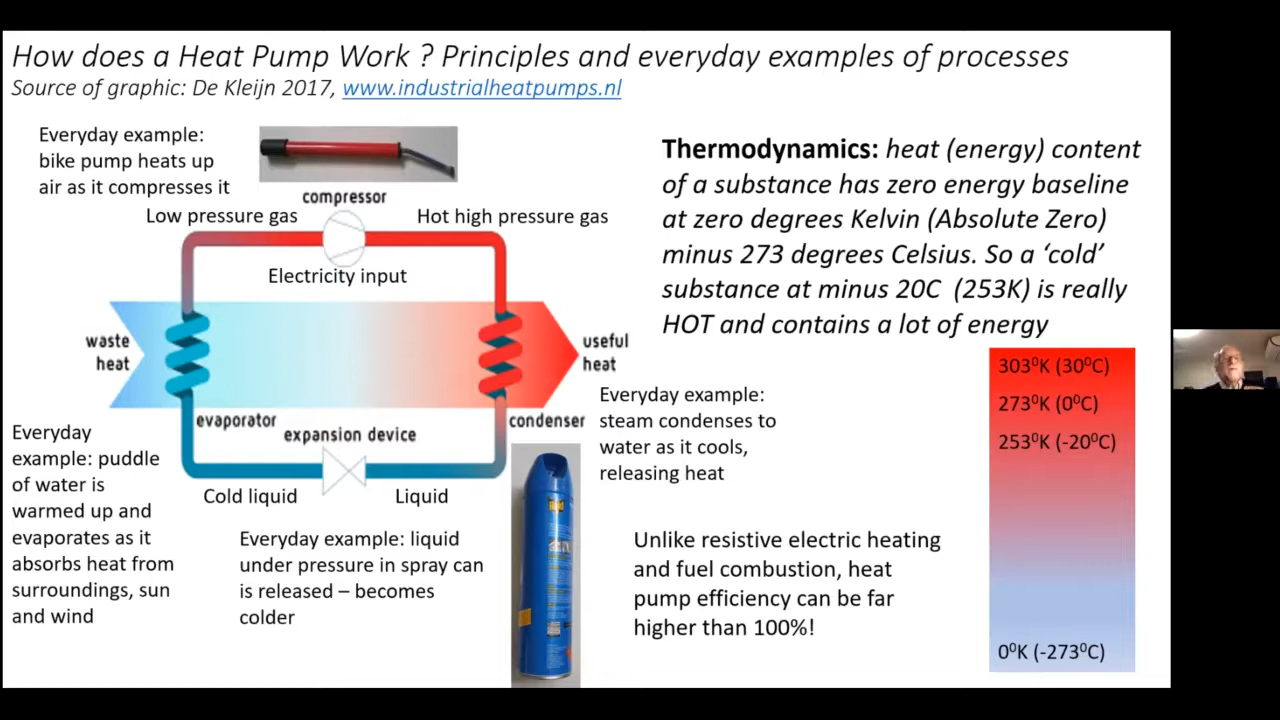 How does a Heat Pump Work ? Principles and everyday examples of processes
Source of graphic: De Kleijn 2017, www.industrialheatpumps.nl
Everyday example:
bike pump heats up
air as it compresses it
compressor
Low pressure gas
Hot high pressure gas
Electricity input
waste
heat
useful
heat
evaporator
expansion device
condenser
Cold liquid
Liquid
Everyday
example: puddle
of water is
warmed up and
evaporates as it
absorbs heat from
surroundings, sun
and wind
Everyday example: liquid
under pressure in spray can
is released – becomes
colder
Everyday example:
steam condenses to
water as it cools,
releasing heat
Raid
Thermodynamics: heat (energy) content
of a substance has zero energy baseline
at zero degrees Kelvin (Absolute Zero)
minus 273 degrees Celsius. So a ‘cold’
substance at minus 20C (253K) is really
HOT and contains a lot of energy
Unlike resistive electric heating
and fuel combustion, heat
pump efficiency can be far
higher than 100%!
303⁰K (30⁰C)
273⁰K (0⁰C)
253⁰K (-20⁰C)
0⁰K (-273⁰C)